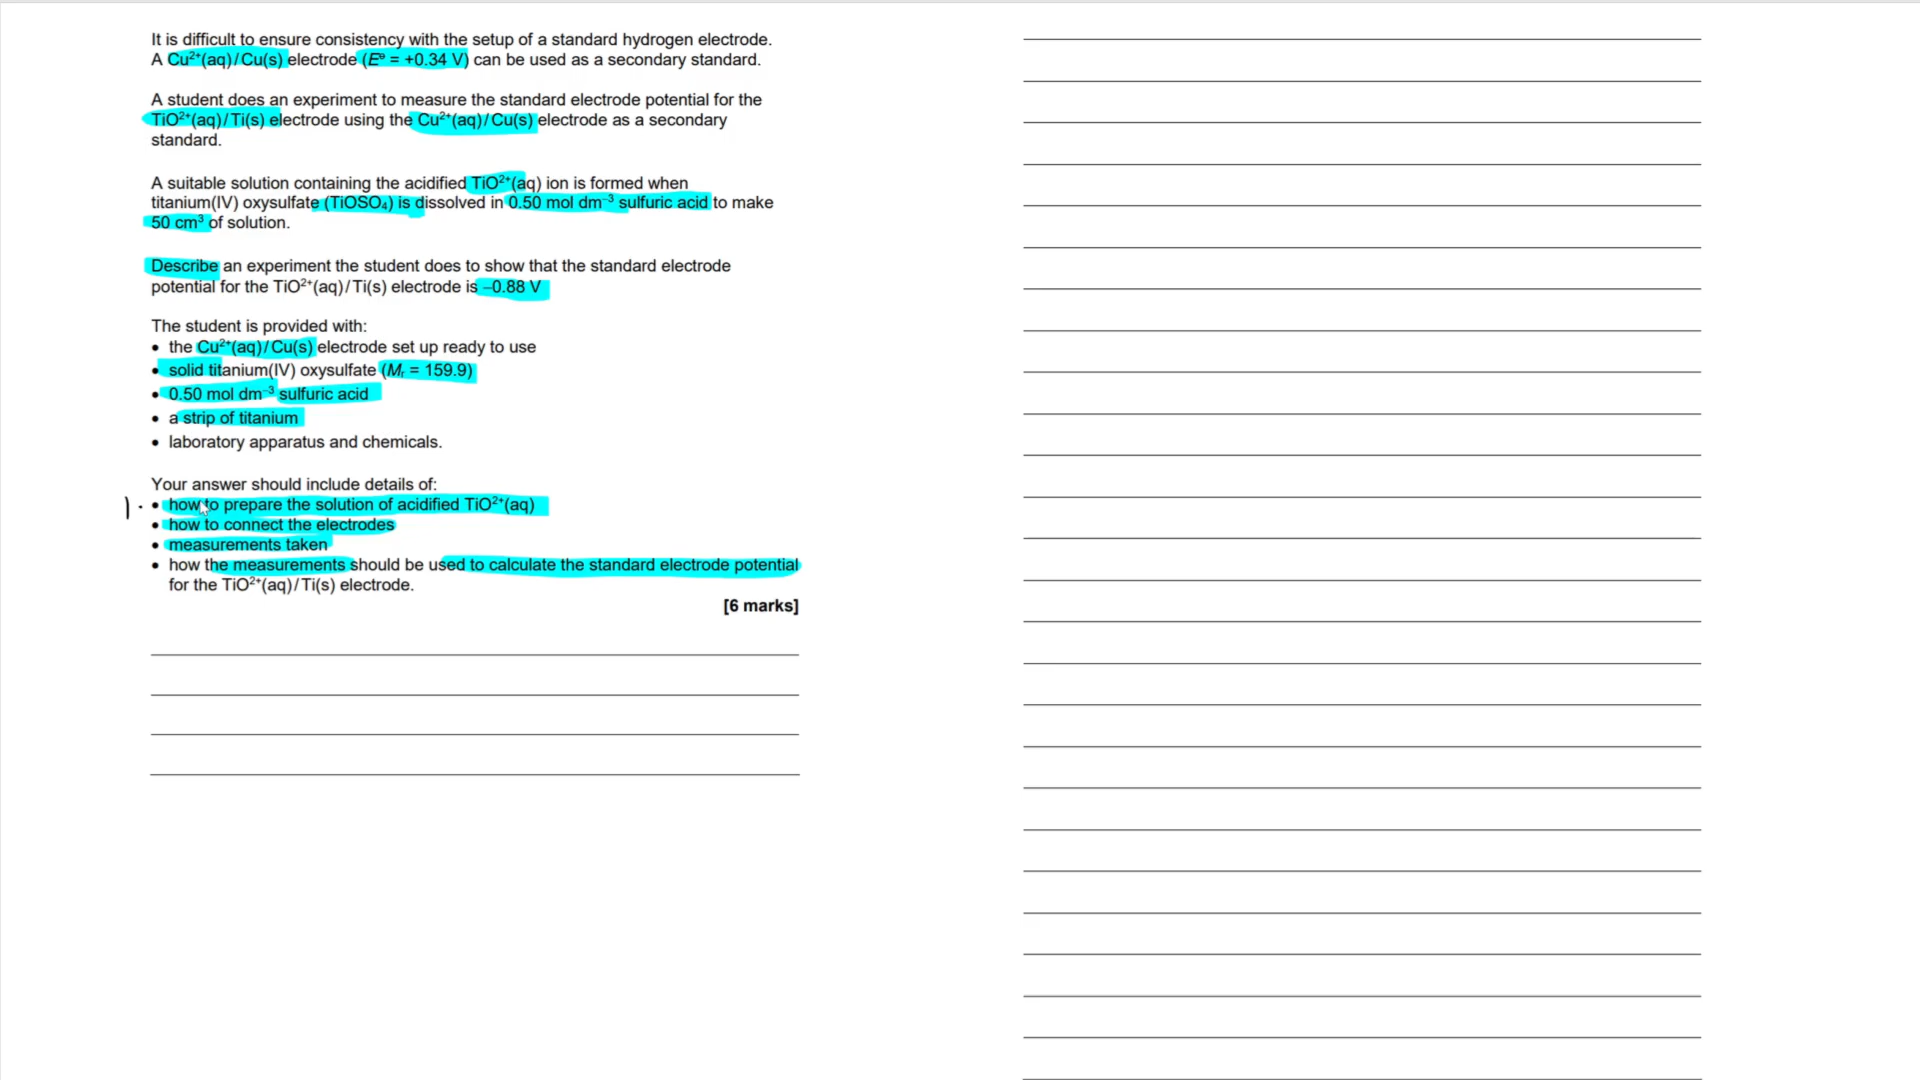 It is difficult to ensure consistency with the setup of a standard hydrogen electrode.
A Cu²⁺(aq)/Cu(s) electrode (E⦵ = +0.34 V) can be used as a secondary standard.
A student does an experiment to measure the standard electrode potential for the
TiO²⁺(aq)/Ti(s) electrode using the Cu²⁺(aq)/Cu(s) electrode as a secondary
standard.
A suitable solution containing the acidified TiO²⁺(aq) ion is formed when
titanium(IV) oxysulfate (TiOSO₄) is dissolved in 0.50 mol dm⁻³ sulfuric acid to make
50 cm³ of solution.
Describe an experiment the student does to show that the standard electrode
potential for the TiO²⁺(aq)/Ti(s) electrode is –0.88 V
The student is provided with:
• the Cu²⁺(aq)/Cu(s) electrode set up ready to use
• solid titanium(IV) oxysulfate (Mᵣ = 159.9)
• 0.50 mol dm⁻³ sulfuric acid
• a strip of titanium
• laboratory apparatus and chemicals.
Your answer should include details of:
1. • how to prepare the solution of acidified TiO²⁺(aq)
• how to connect the electrodes
• measurements taken
• how the measurements should be used to calculate the standard electrode potential
for the TiO²⁺(aq)/Ti(s) electrode.
[6 marks]